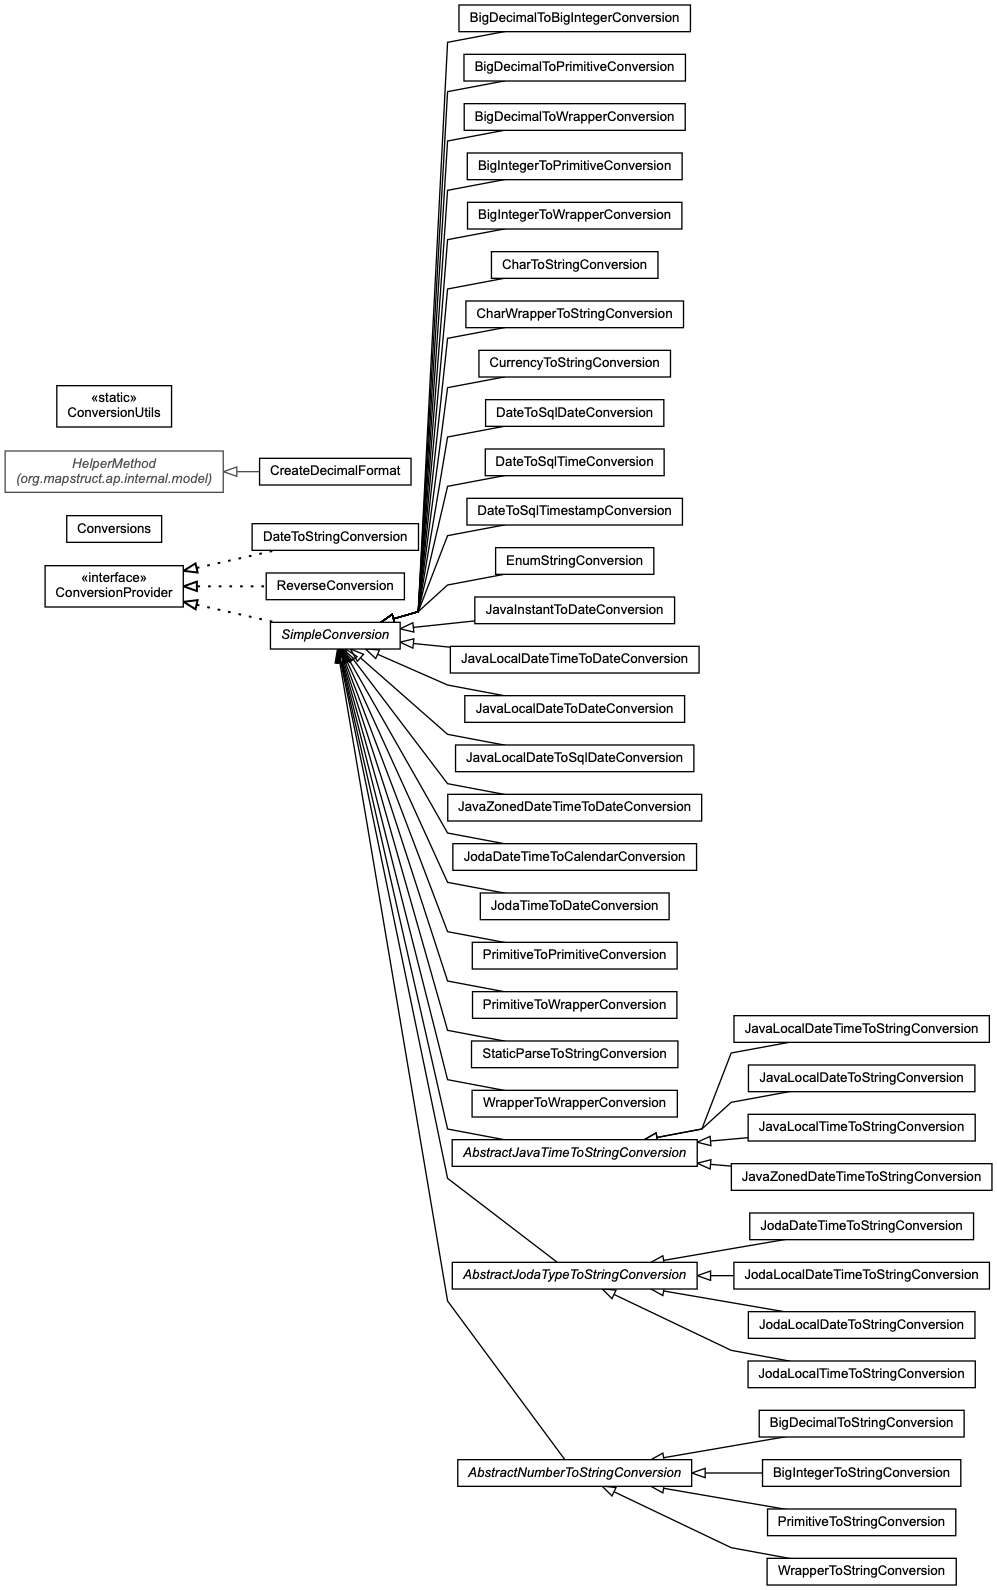 BigDecimalToBigIntegerConversion
BigDecimalToPrimitiveConversion
BigDecimalToWrapperConversion
BigIntegerToPrimitiveConversion
BigIntegerToWrapperConversion
CharToStringConversion
CharWrapperToStringConversion
CurrencyToStringConversion
«static»
ConversionUtils
DateToSqlDateConversion
DateToSqlTimeConversion
HelperMethod
(org.mapstruct.ap.internal.model)
CreateDecimalFormat
DateToSqlTimestampConversion
Conversions
DateToStringConversion
EnumStringConversion
«interface»
ConversionProvider
ReverseConversion
JavaInstantToDateConversion
SimpleConversion
JavaLocalDateTimeToDateConversion
JavaLocalDateToDateConversion
JavaLocalDateToSqlDateConversion
JavaZonedDateTimeToDateConversion
JodaDateTimeToCalendarConversion
JodaTimeToDateConversion
PrimitiveToPrimitiveConversion
PrimitiveToWrapperConversion
JavaLocalDateTimeToStringConversion
StaticParseToStringConversion
JavaLocalDateToStringConversion
WrapperToWrapperConversion
JavaLocalTimeToStringConversion
AbstractJavaTimeToStringConversion
JavaZonedDateTimeToStringConversion
JodaDateTimeToStringConversion
AbstractJodaTypeToStringConversion
JodaLocalDateTimeToStringConversion
JodaLocalDateToStringConversion
JodaLocalTimeToStringConversion
BigDecimalToStringConversion
AbstractNumberToStringConversion
BigIntegerToStringConversion
PrimitiveToStringConversion
WrapperToStringConversion